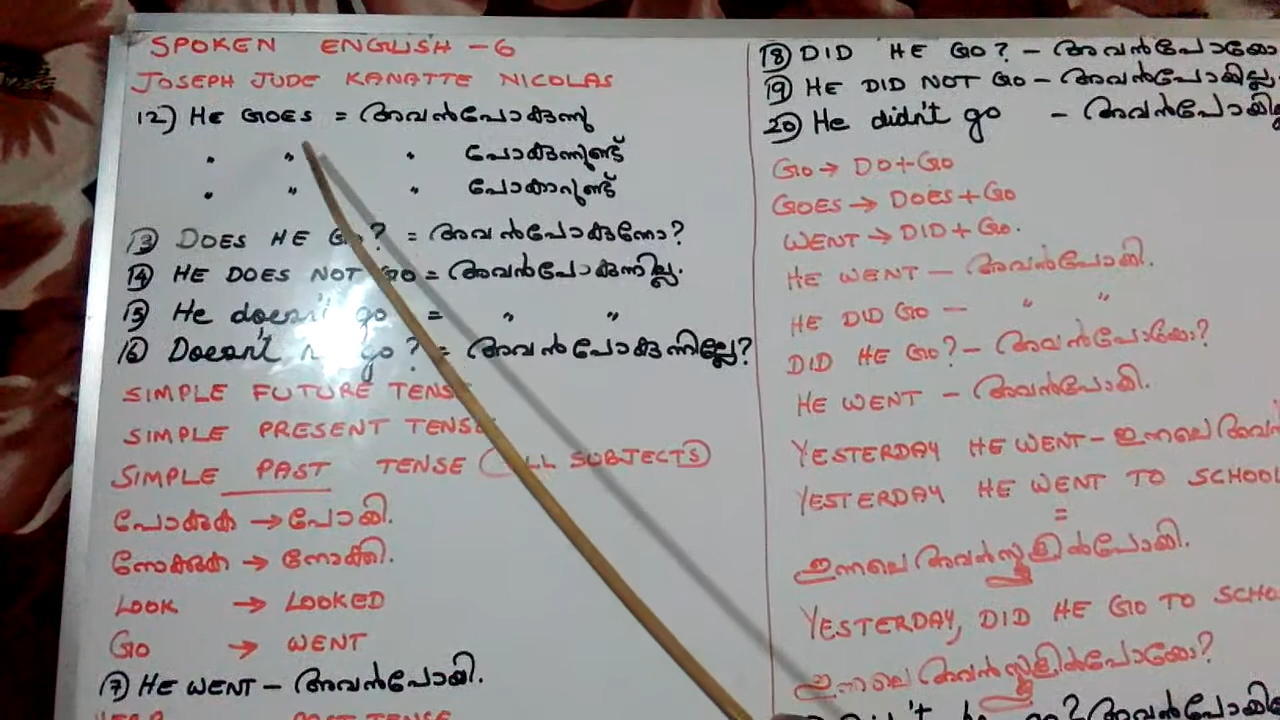 SPOKEN ENGLISH - 6
JOSEPH JUDE KANATTE NICOLAS
12) HE GOES = അവൻപോകുന്നു
" " " പോകുന്നുണ്ട്
" " " പോകാറുണ്ട്
13 DOES HE GO? = അവൻപോകുന്നോ?
14 HE DOES NOT GO = അവൻപോകുന്നില്ല.
15 He doesn't go = " "
16 Doesn't go? = അവൻപോകുന്നില്ലേ?
SIMPLE FUTURE TENSE
SIMPLE PRESENT TENSE
SIMPLE PAST TENSE (ALL SUBJECTS)
പോകുക → പോയി.
നോക്കുക → നോക്കി.
LOOK → LOOKED
GO → WENT
17 HE WENT – അവൻപോയി.
PAST TENSE
18 DID HE GO? – അവൻപോയോ
19 HE DID NOT GO – അവൻപോയില്ല
20 He didn't go –
GO → DO+GO
GOES → DOES+GO
WENT → DID+GO.
HE WENT – അവൻപോയി.
HE DID GO – " "
DID HE GO? – അവൻപോയോ?
HE WENT – അവൻപോയി.
YESTERDAY HE WENT – ഇന്നലെ അവൻ
YESTERDAY HE WENT TO SCHOOL
=
ഇന്നലെ അവൻസ്കൂളിൽപോയി.
YESTERDAY, DID HE GO TO
ഇന്നലെ അവൻസ്കൂളിൽപോയോ?